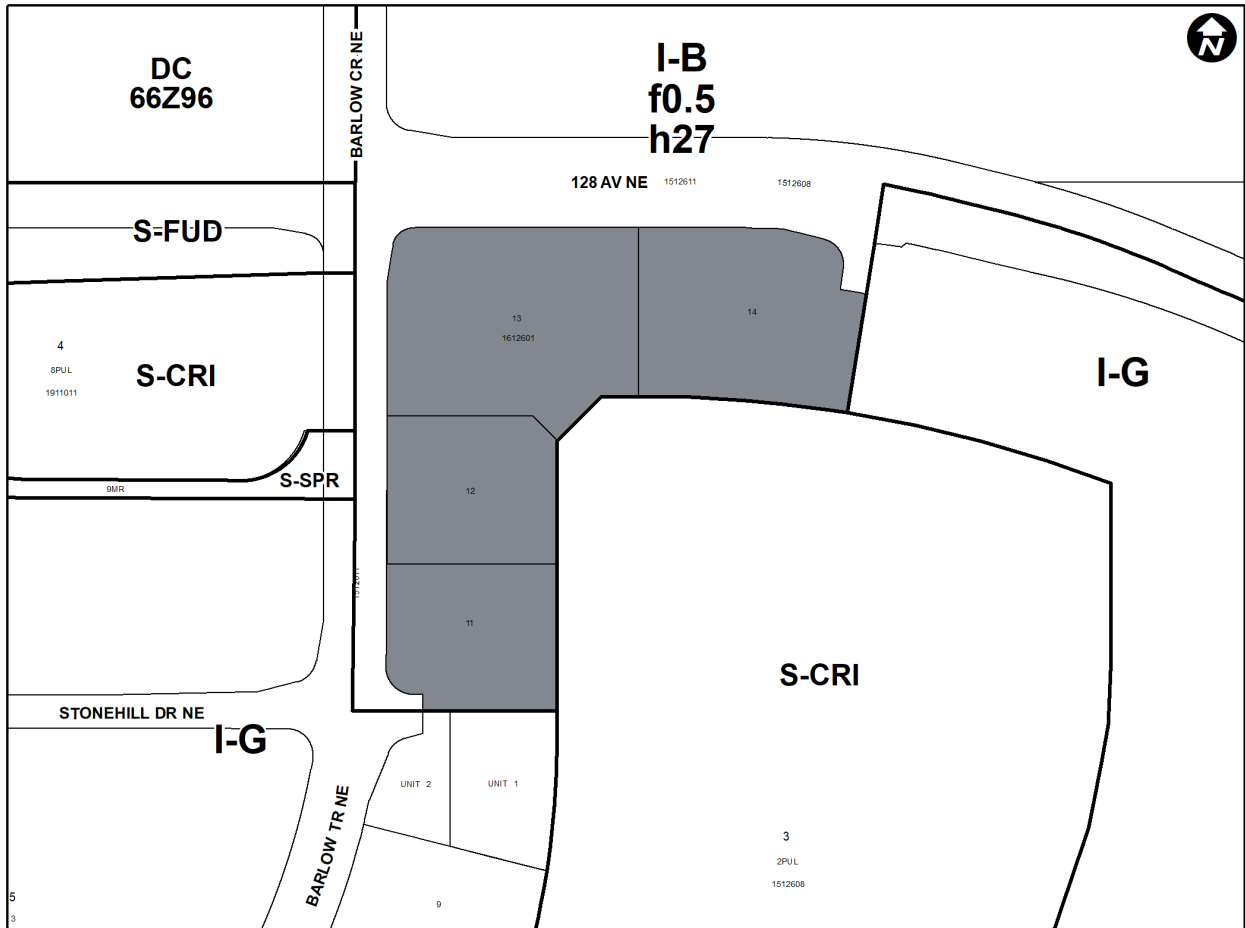 DC
66Z96
BARLOW CR NE
I-B
f0.5
h27
N
128 AV NE
1512611
1512608
S-FUD
13
1612601
14
4
8PUL
1911011
S-CRI
I-G
S-SPR
9MR
12
1512611
11
S-CRI
STONEHILL DR NE
I-G
UNIT 2
UNIT 1
BARLOW TR NE
3
2PUL
1512608
5
3
9